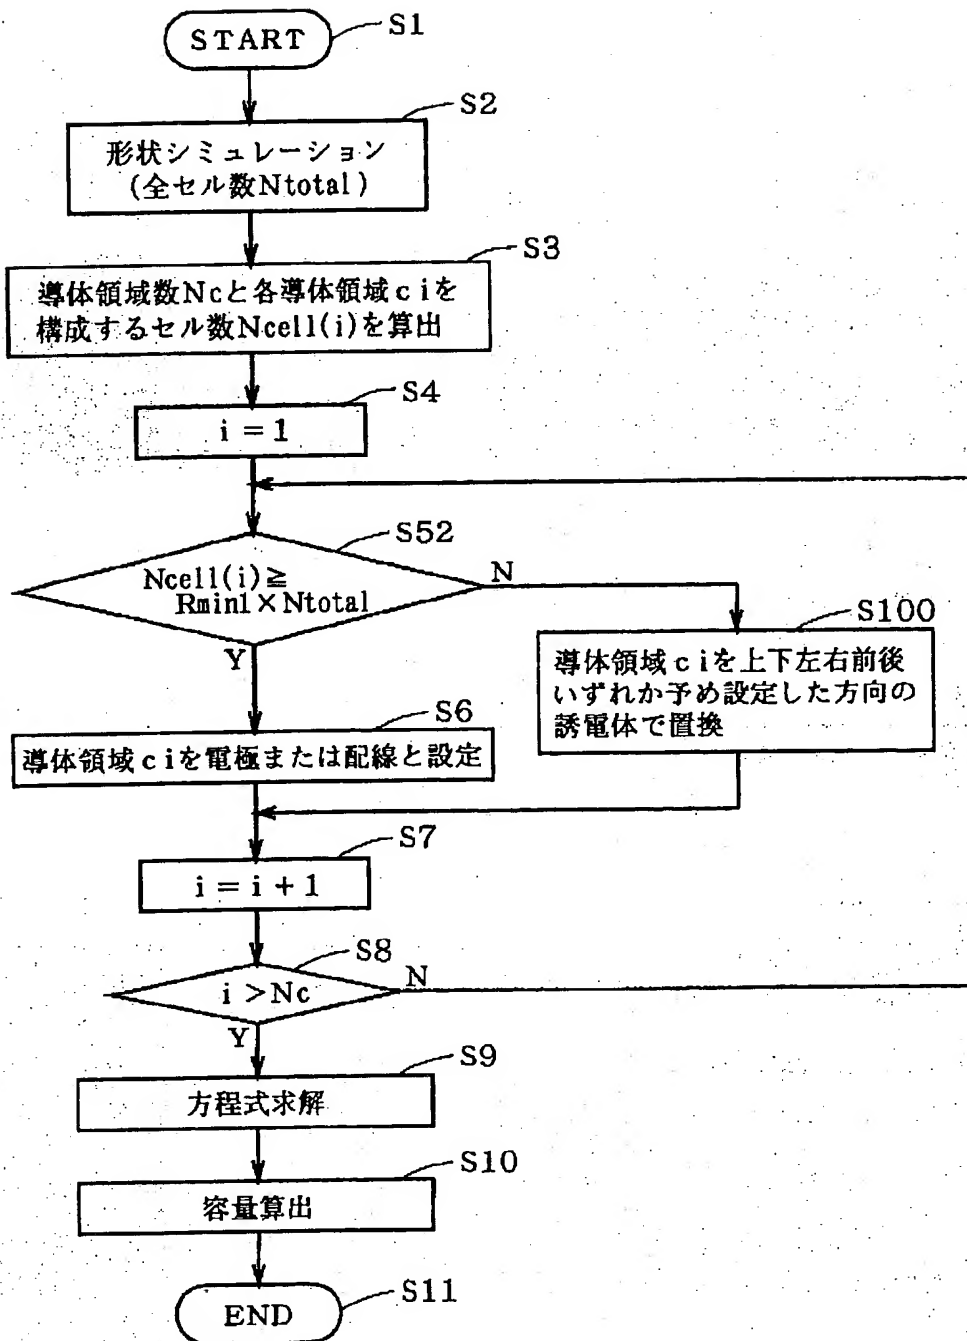 START
S1
S2
形状シミュレーション
(全セル数Ntotal)
S3
導体領域数Ncと各導体領域ciを
構成するセル数Ncell(i)を算出
S4
i = 1
S52
Ncell(i)≧
Rmin1×Ntotal
N
Y
S100
導体領域ciを上下左右前後
いずれか予め設定した方向の
誘電体で置換
S6
導体領域ciを電極または配線と設定
S7
i = i + 1
S8
i >Nc
N
Y
S9
方程式求解
S10
容量算出
S11
END